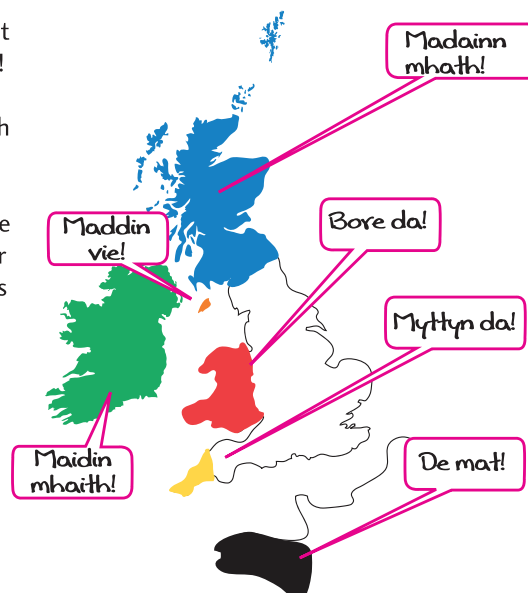 t
!
h
e
r
s
Madainn
mhath!
Maddin
vie!
Bore da!
Myttyn da!
Maidin
mhaith!
De mat!